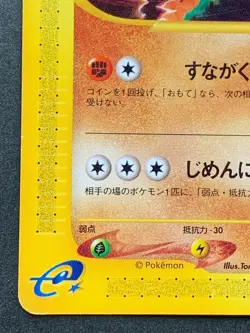 すながく
コインを1回投げ、「おもて」なら、次の相
受けない。
じめんに
相手の場のポケモン1匹に、「弱点・抵抗力
弱点
抵抗力 -30
© Pokémon
Illus. To
e